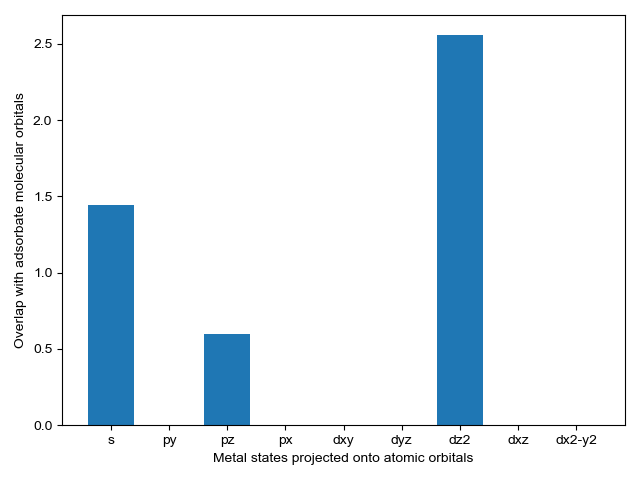 Overlap with adsorbate molecular orbitals
2.5
2.0
1.5
1.0
0.5
0.0
s py pz px dxy dyz dz2 dxz dx2-y2
Metal states projected onto atomic orbitals